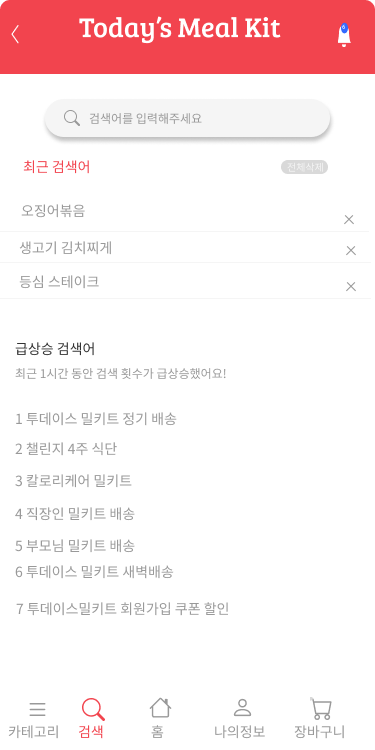 Today's Meal Kit
6
검색어를 입력해주세요
최근 검색어
전체삭제
오징어볶음
생고기 김치찌게
등심 스테이크
급상승 검색어
최근 1시간 동안 검색 횟수가 급상승했어요!
1 투데이스 밀키트 정기 배송
2 챌린지 4주 식단
3 칼로리케어 밀키트
4 직장인 밀키트 배송
5 부모님 밀키트 배송
6 투데이스 밀키트 새벽배송
7 투데이스밀키트 회원가입 쿠폰 할인
카테고리 검색 홈 나의정보 장바구니